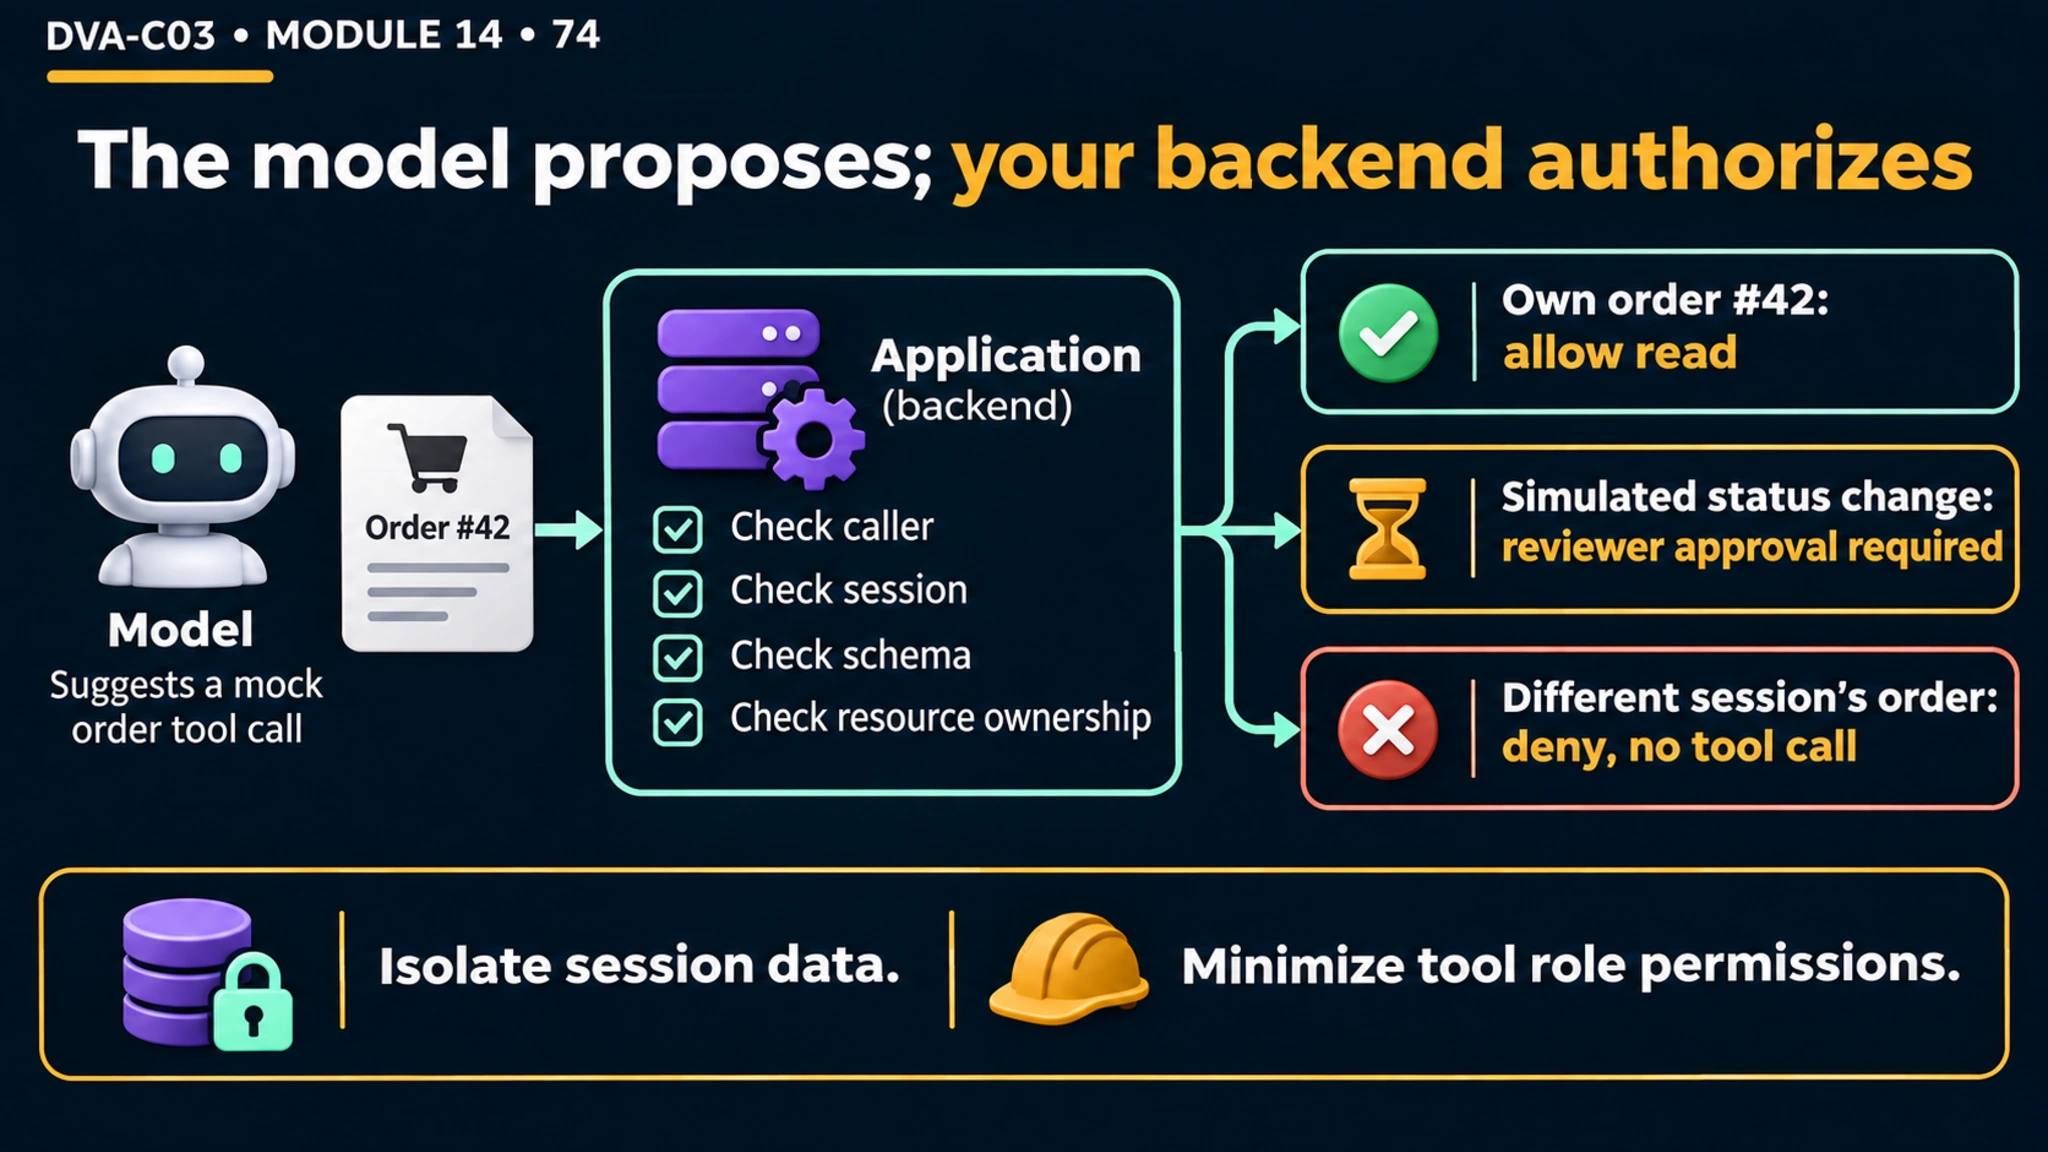 DVA-C03 • MODULE 14 • 74
The model proposes; your backend authorizes
Model
Suggests a mock
order tool call
Order #42
Application
(backend)
Check caller
Check session
Check schema
Check resource ownership
Own order #42:
allow read
Simulated status change:
reviewer approval required
Different session’s order:
deny, no tool call
Isolate session data.
Minimize tool role permissions.